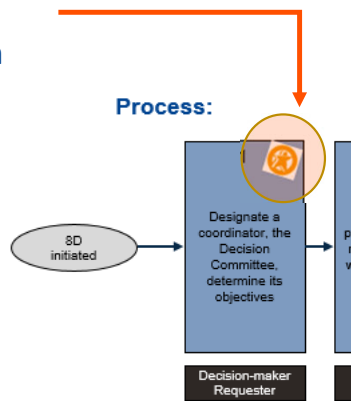 Process:
8D
initiated
Designate a
coordinator, the
Decision
Committee,
determine its
objectives
Decision-maker
Requester